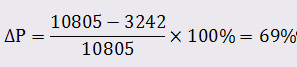 ΔP = (10805 − 3242) / 10805 × 100% = 69%